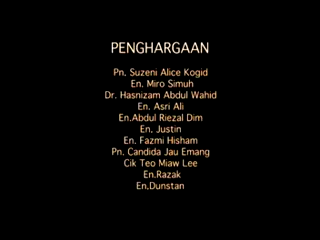 PENGHARGAAN
Pn. Suzeni Alice Kogid
En. Miro Simuh
Dr. Hasnizam Abdul Wahid
En. Asri Ali
En.Abdul Riezal Dim
En. Justin
En. Fazmi Hisham
Pn. Candida Jau Emang
Cik Teo Miaw Lee
En.Razak
En.Dunstan